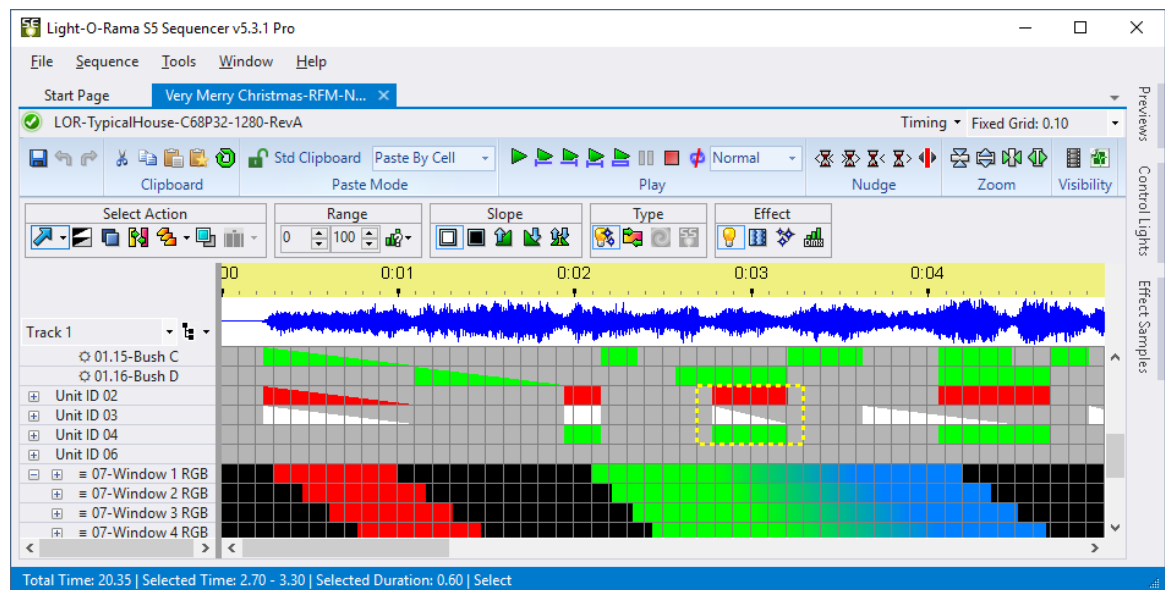 Light-O-Rama S5 Sequencer v5.3.1 Pro
File Sequence Tools Window Help
Start Page Very Merry Christmas-RFM-N...
LOR-TypicalHouse-C68P32-1280-RevA Timing Fixed Grid: 0.10
Std Clipboard Paste By Cell Normal
Clipboard Paste Mode Play Nudge Zoom Visibility
Select Action Range Slope Type Effect
0 100 S5 dmx
00 0:01 0:02 0:03 0:04
Track 1
01.15-Bush C
01.16-Bush D
Unit ID 02
Unit ID 03
Unit ID 04
Unit ID 06
07-Window 1 RGB
07-Window 2 RGB
07-Window 3 RGB
07-Window 4 RGB
Total Time: 20.35 | Selected Time: 2.70 - 3.30 | Selected Duration: 0.60 | Select
Previews
Control Lights
Effect Samples